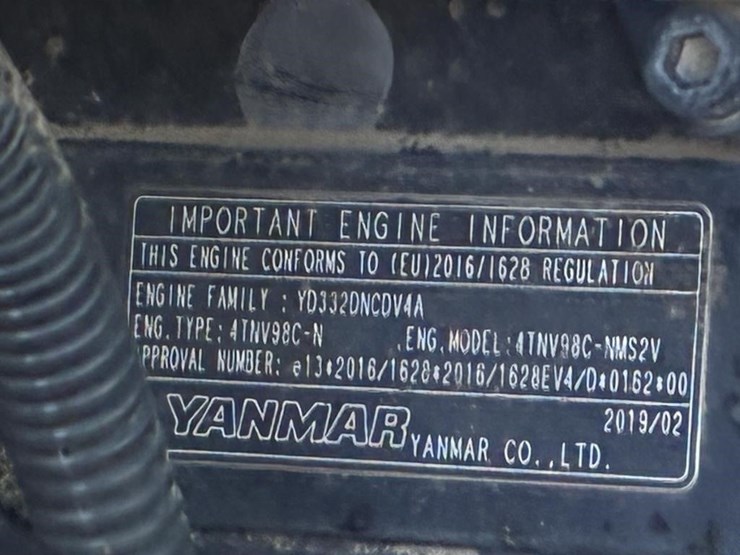 IMPORTANT ENGINE INFORMATION
THIS ENGINE CONFORMS TO (EU)2016/1628 REGULATION
ENGINE FAMILY : YD332DNCDV4A
ENG. TYPE: 4TNV98C-N .ENG. MODEL: 4TNV98C-NMS2V
PPROVAL NUMBER: e13*2016/1628*2016/1628EV4/D*0162*00
2019/02
YANMAR YANMAR CO.,LTD.